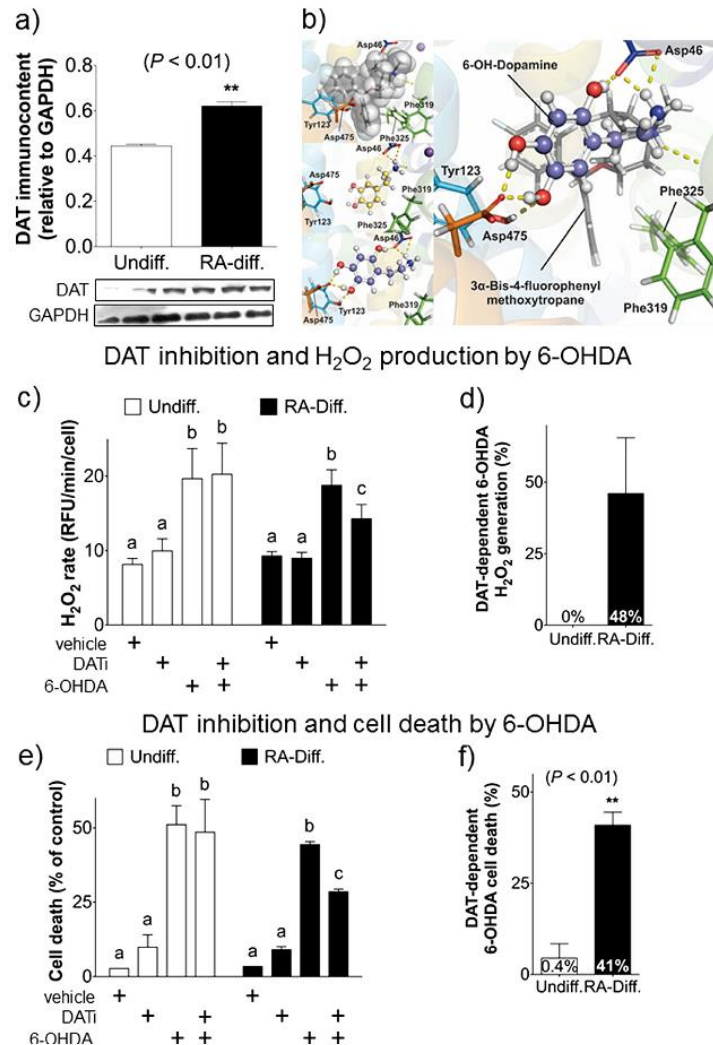 a)
(P < 0.01)
**
DAT immunocontent
(relative to GAPDH)
0.8
0.6
0.4
0.2
0.0
Undiff. RA-diff.
DAT
GAPDH
b)
Asp46
6-OH-Dopamine
Tyr123
Asp475
Phe319
Phe325
Asp46
Asp475
Phe319
Tyr123
Phe325
Asp46
Tyr123
Asp475
Phe325
Asp475
Tyr123
Phe319
3α-Bis-4-fluorophenyl
methoxytropane
Phe319
DAT inhibition and H₂O₂ production by 6-OHDA
c)
Undiff. RA-Diff.
H₂O₂ rate (RFU/min/cell)
20
10
0
a a b b a a b c
vehicle + +
DATi + + + +
6-OHDA + + + +
d)
DAT-dependent 6-OHDA
H₂O₂ generation (%)
50
25
0
0% 48%
Undiff. RA-Diff.
DAT inhibition and cell death by 6-OHDA
e)
Undiff. RA-Diff.
Cell death (% of control)
50
25
0
a a b b a a b c
vehicle + +
DATi + + + +
6-OHDA + + + +
f)
(P < 0.01)
**
DAT-dependent
6-OHDA cell death (%)
50
25
0
0.4% 41%
Undiff. RA-Diff.